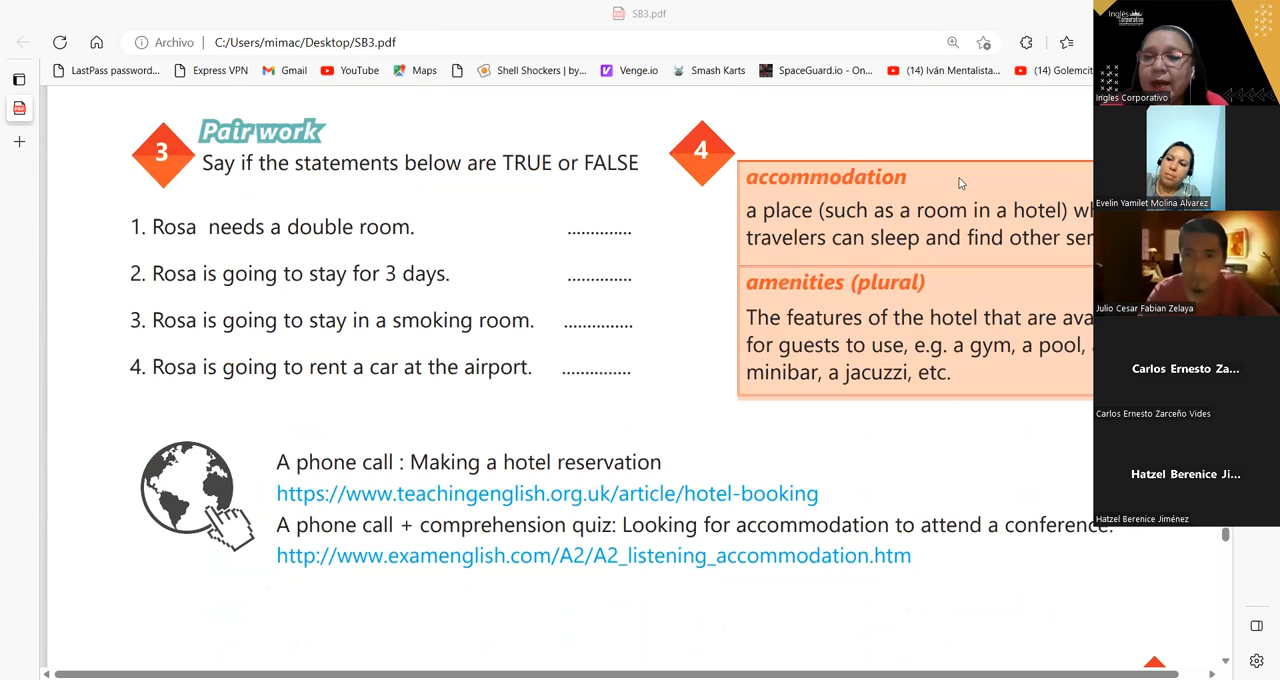 SB3.pdf
Archivo
C:/Users/mimac/Desktop/SB3.pdf
LastPass password...
Express VPN
Gmail
YouTube
Maps
Shell Shockers | by...
Venge.io
Smash Karts
SpaceGuard.io - On...
(14) Iván Mentalista...
(14) Golemcit
3
Pair work
Say if the statements below are TRUE or FALSE
1. Rosa needs a double room. .............
2. Rosa is going to stay for 3 days. .............
3. Rosa is going to stay in a smoking room. ..............
4. Rosa is going to rent a car at the airport. ..............
4
accommodation
a place (such as a room in a hotel)
travelers can sleep and find other
amenities (plural)
The features of the hotel that are
for guests to use, e.g. a gym, a pool,
minibar, a jacuzzi, etc.
A phone call : Making a hotel reservation
https://www.teachingenglish.org.uk/article/hotel-booking
A phone call + comprehension quiz: Looking for accommodation to attend a conference.
http://www.examenglish.com/A2/A2_listening_accommodation.htm
Inglés
Corporativo
Ingles Corporativo
Evelin Yamilet Molina Alvarez
Julio Cesar Fabian Zelaya
Carlos Ernesto Za...
Carlos Ernesto Zarceño Vides
Hatzel Berenice Ji...
Hatzel Berenice Jiménez